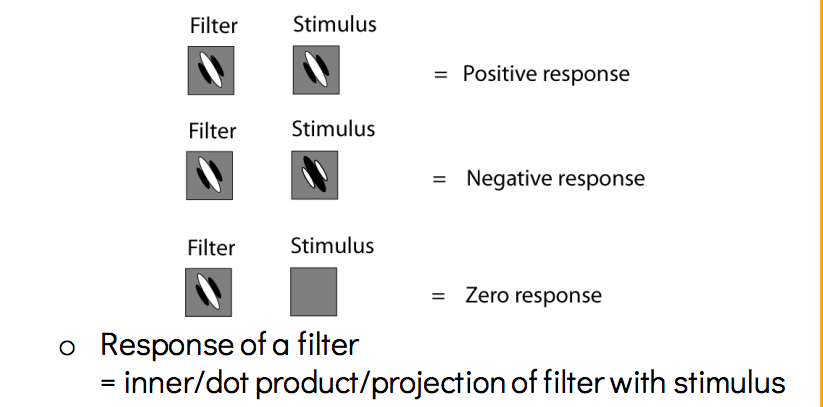 Filter Stimulus
= Positive response
Filter Stimulus
= Negative response
Filter Stimulus
= Zero response
o Response of a filter
= inner/dot product/projection of filter with stimulus